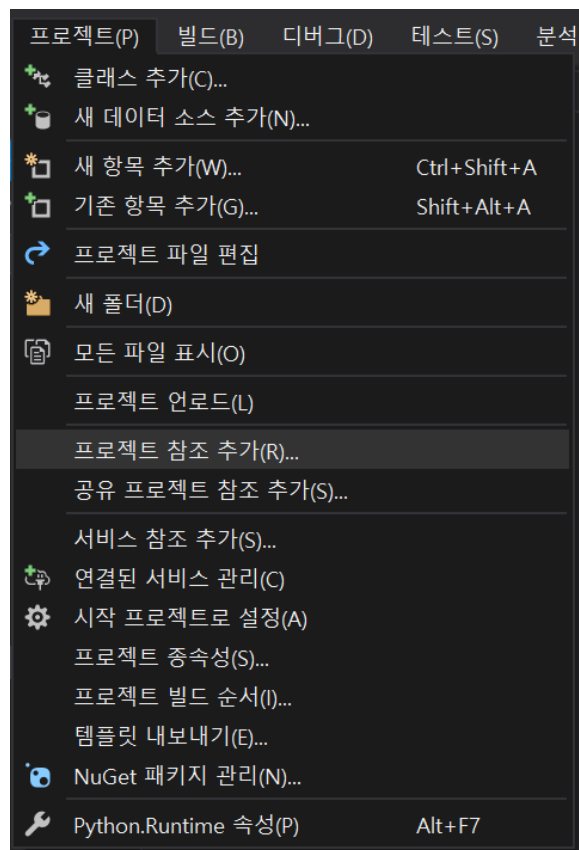 프로젝트(P) 빌드(B) 디버그(D) 테스트(S) 분석
클래스 추가(C)...
새 데이터 소스 추가(N)...
새 항목 추가(W)... Ctrl+Shift+A
기존 항목 추가(G)... Shift+Alt+A
프로젝트 파일 편집
새 폴더(D)
모든 파일 표시(O)
프로젝트 언로드(L)
프로젝트 참조 추가(R)...
공유 프로젝트 참조 추가(S)...
서비스 참조 추가(S)...
연결된 서비스 관리(C)
시작 프로젝트로 설정(A)
프로젝트 종속성(S)...
프로젝트 빌드 순서(I)...
템플릿 내보내기(E)...
NuGet 패키지 관리(N)...
Python.Runtime 속성(P) Alt+F7